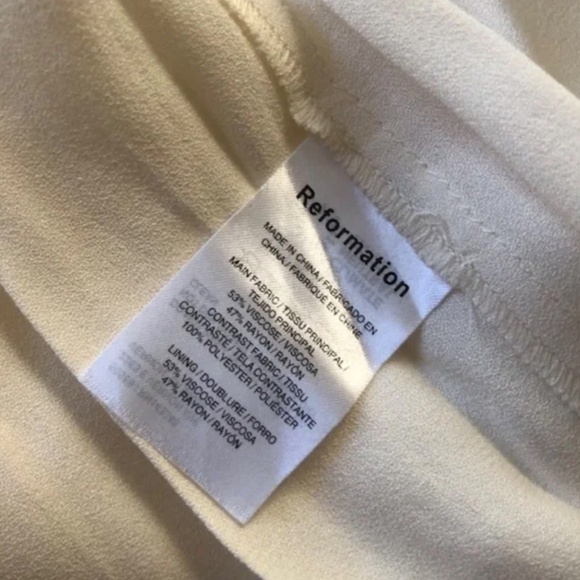 Reformation
MADE IN CHINA / FABRICADO EN
CHINA / FABRIQUÉ EN CHINE
MAIN FABRIC / TISSU PRINCIPAL /
TEJIDO PRINCIPAL
53% VISCOSE / VISCOSA
47% RAYON / RAYÓN
CONTRAST FABRIC / TISSU
CONTRASTÉ / TELA CONTRASTANTE
100% POLYESTER / POLIÉSTER
LINING / DOUBLURE / FORRO
53% VISCOSE / VISCOSA
47% RAYON / RAYÓN